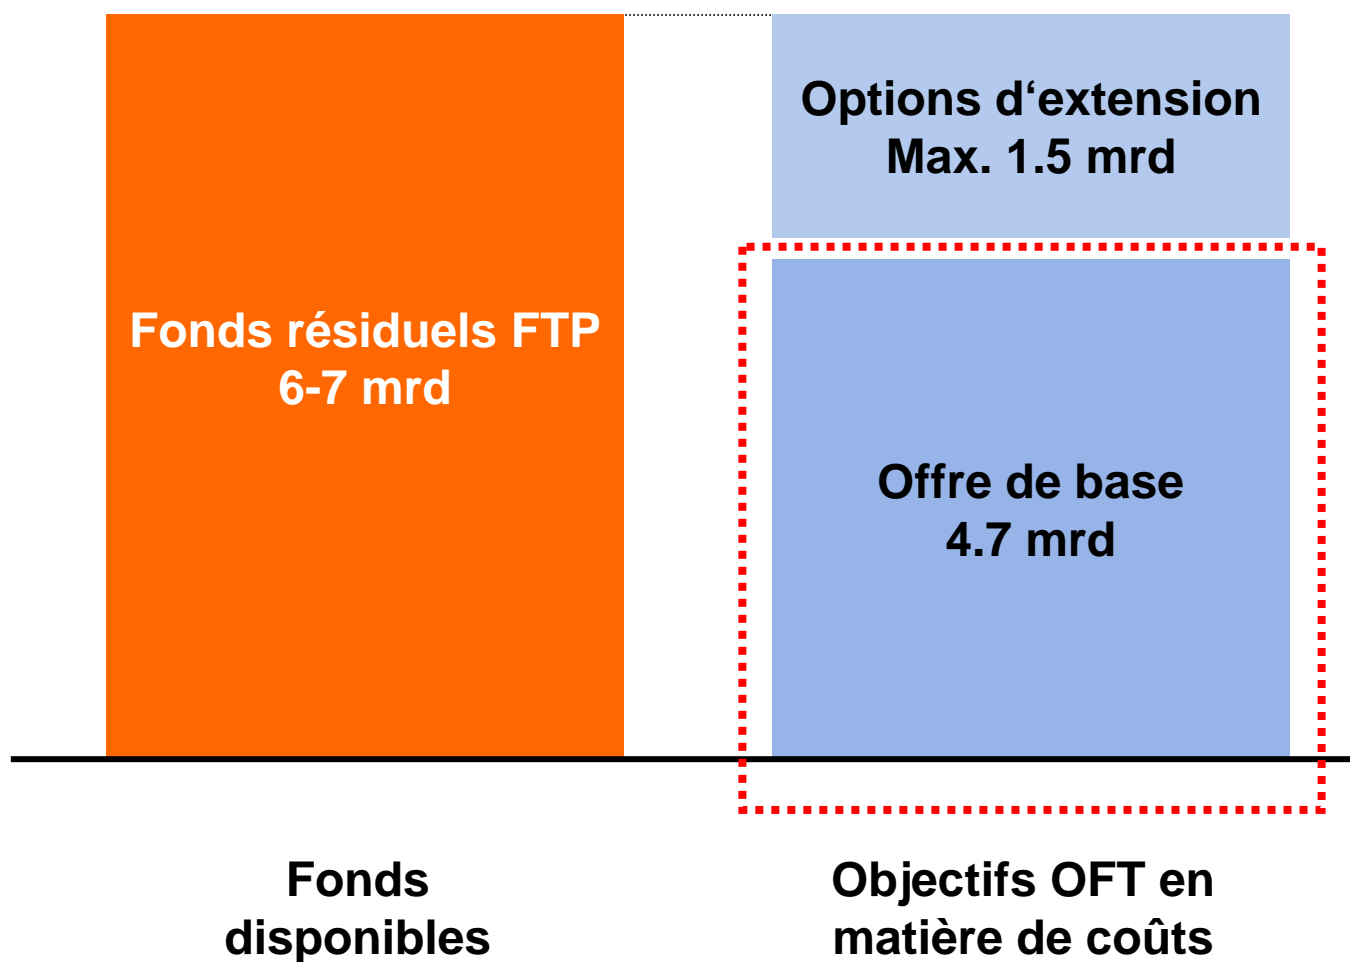 Options d‘extension
Max. 1.5 mrd
Fonds résiduels FTP
6-7 mrd
Offre de base
4.7 mrd
Fonds
disponibles
Objectifs OFT en
matière de coûts